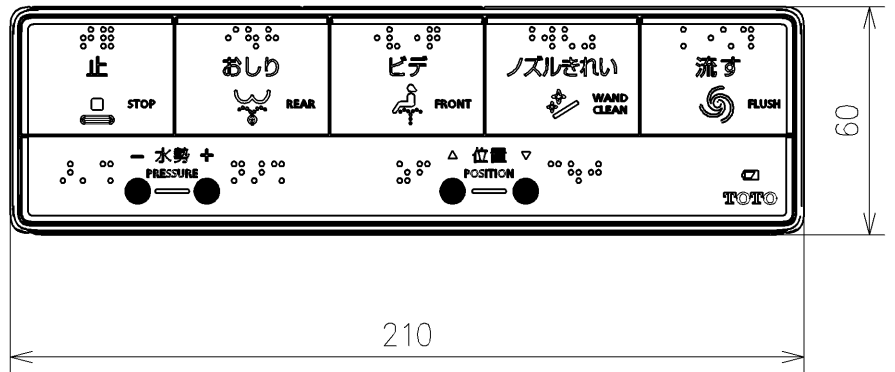 止 おしり ビデ ノズルきれい 流す
STOP REAR FRONT WAND CLEAN FLUSH
− 水勢 + △ 位置 ▽
PRESSURE POSITION
TOTO
60
210